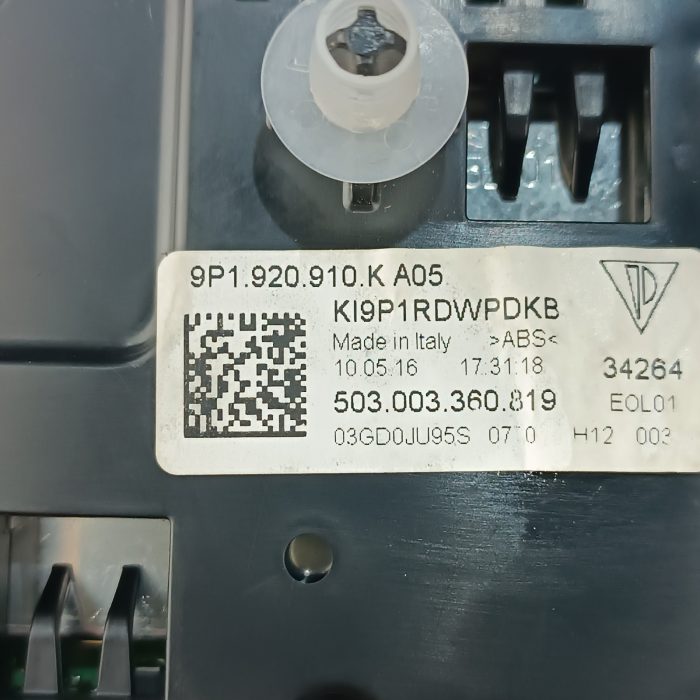 9P1.920.910.K A05
KI9P1RDWPDKB
Made in Italy >ABS<
10.05.16 17:31:18 34264
503.003.360.819 EOL01
03GD0JU95S H12 003